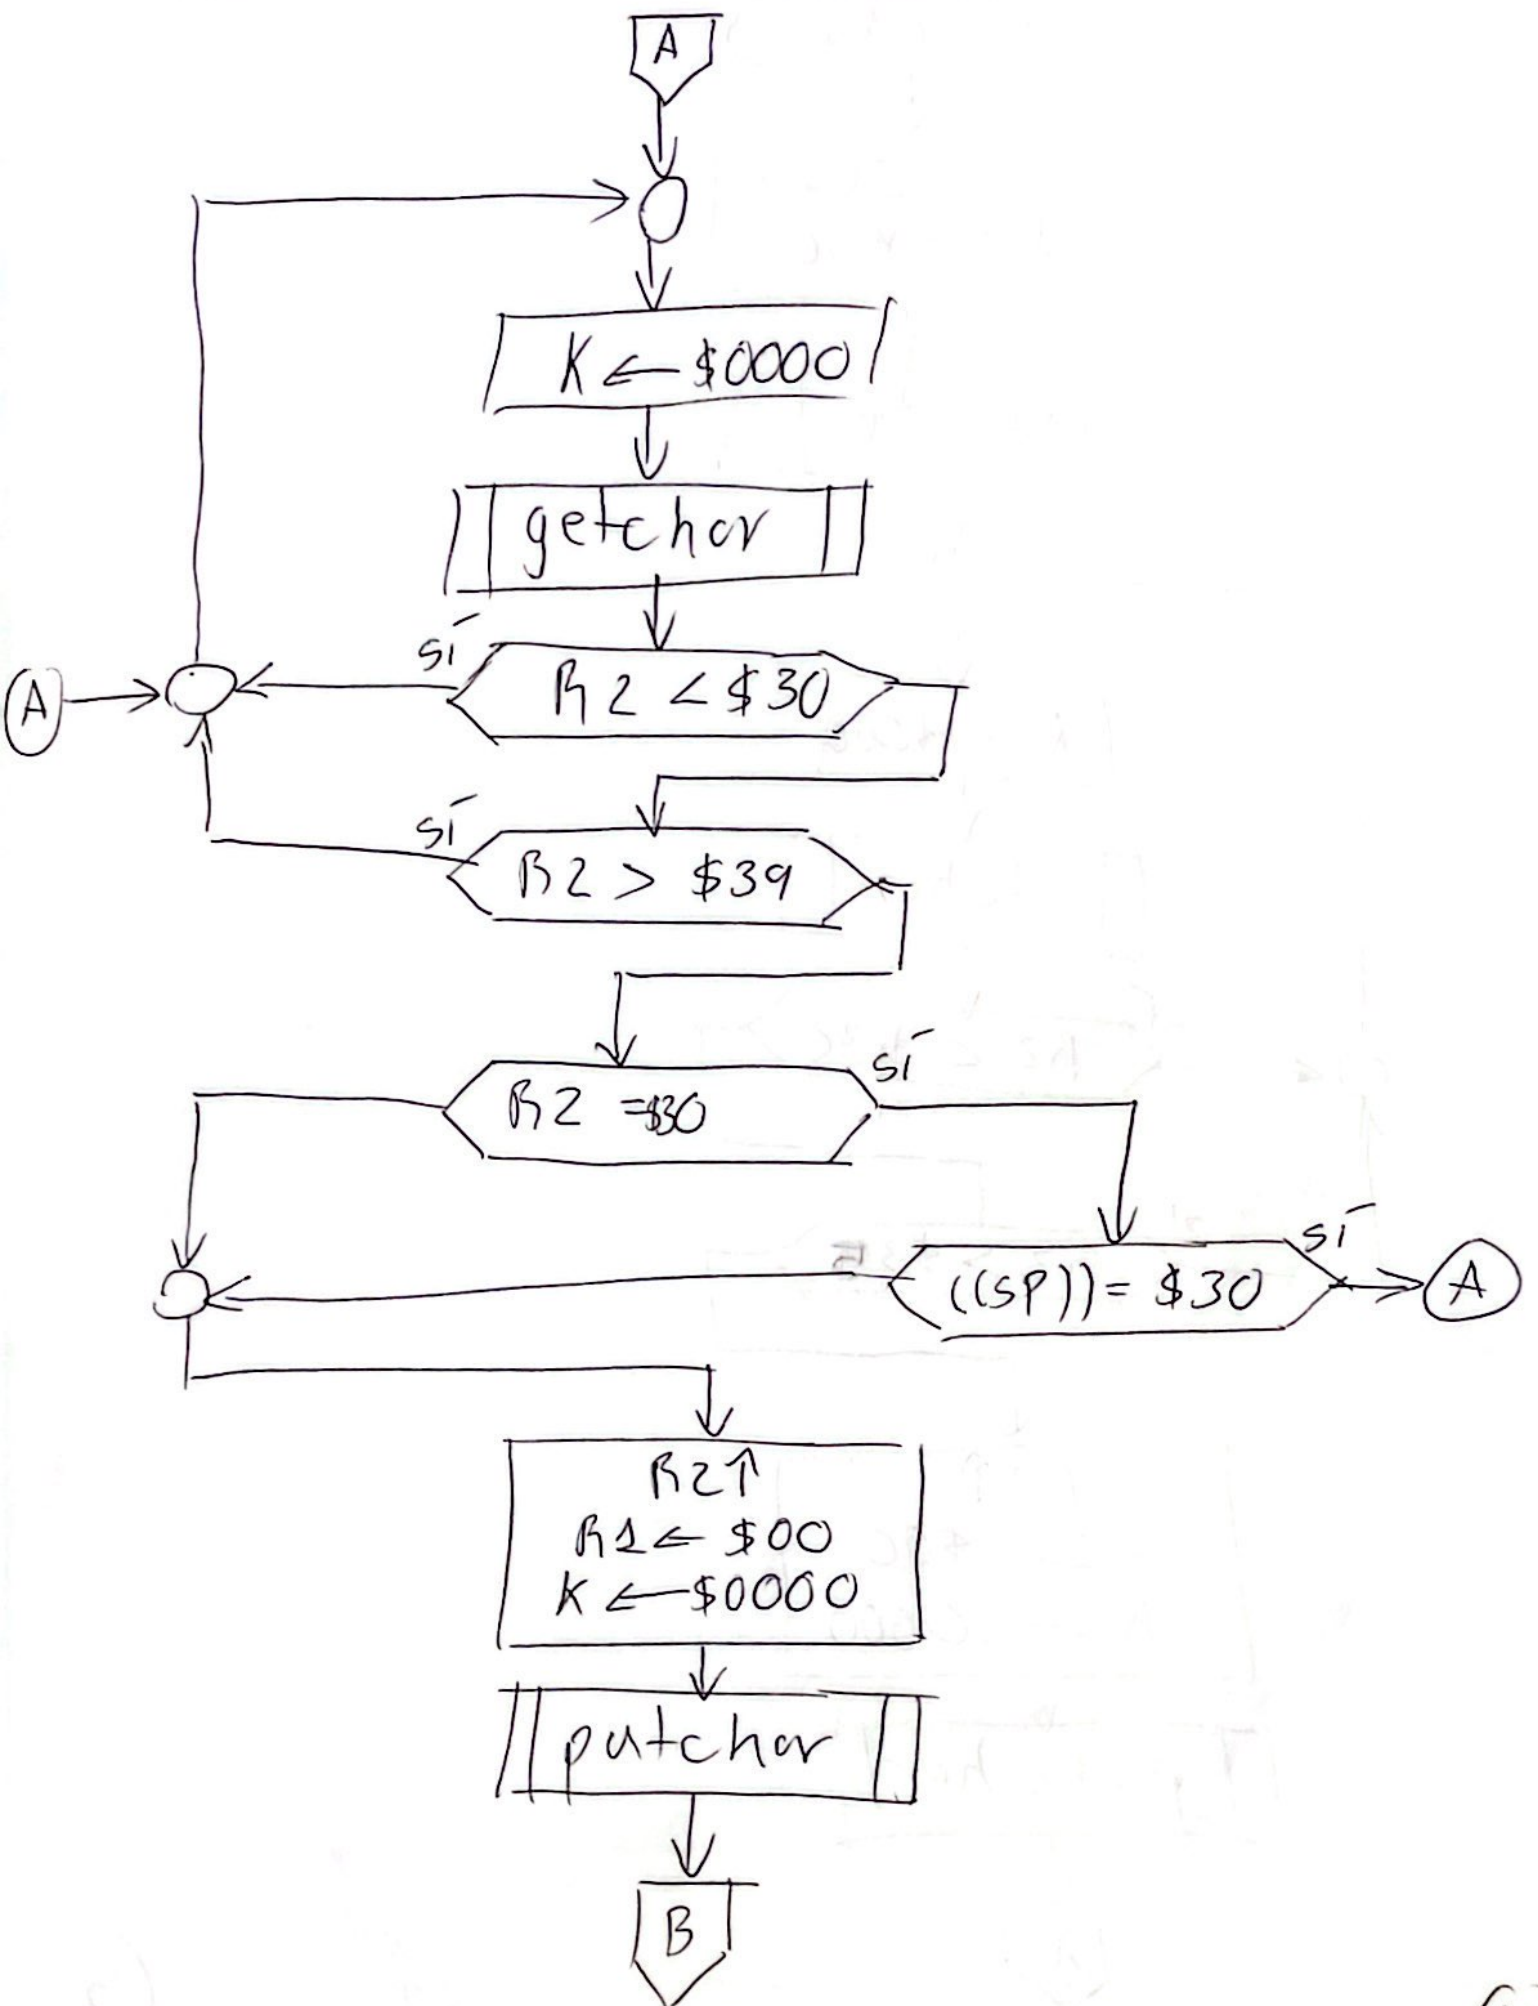 A
K ← $0000
getchar
sí
R2 < $30
A
sí
R2 > $39
R2 =$30
sí
((SP)) = $30
sí
A
R2↑
R1 ← $00
K ← $0000
putchar
B